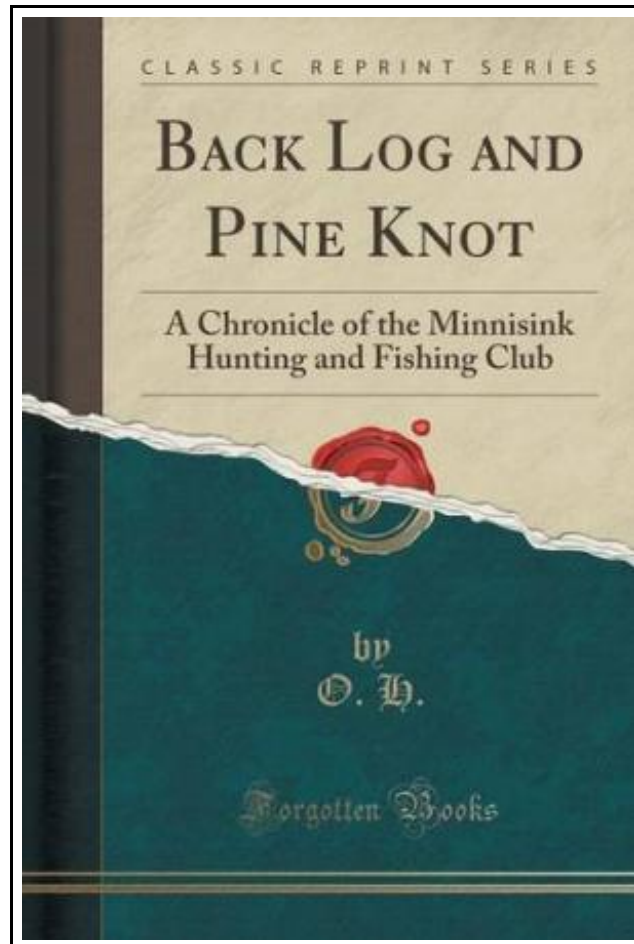 CLASSIC REPRINT SERIES
BACK LOG AND
PINE KNOT
A Chronicle of the Minnisink
Hunting and Fishing Club
by
O. H.
Forgotten Books